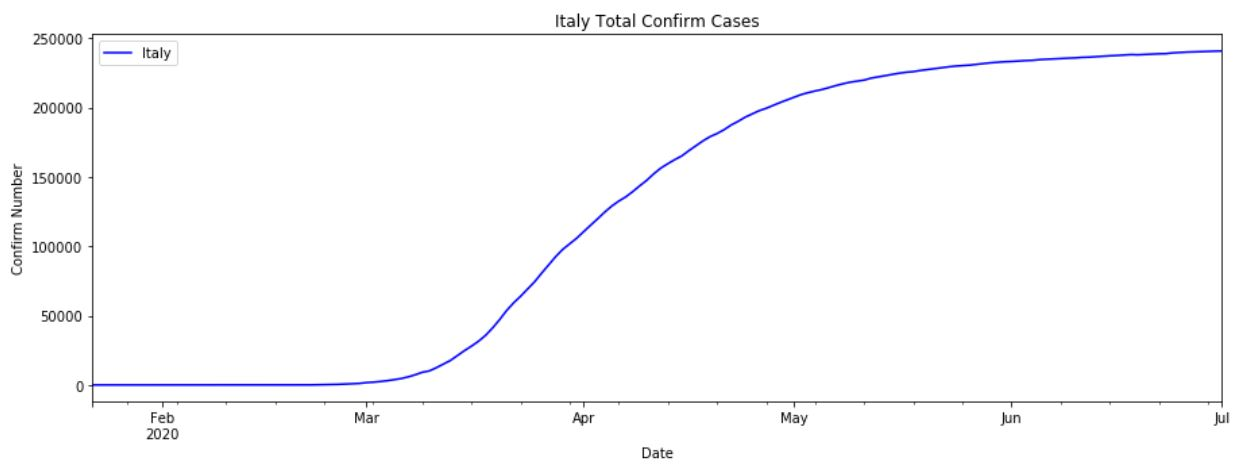 Italy Total Confirm Cases
Italy
250000
200000
150000
100000
50000
0
Confirm Number
Feb Mar Apr May Jun Jul
2020
Date